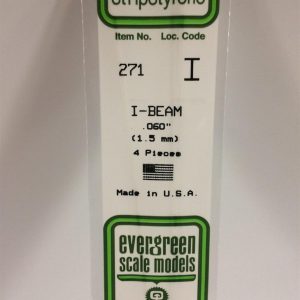 Item No. Loc. Code
271 I
I-BEAM
.060"
(1.5 mm)
4 Pieces
Made in U.S.A.
evergreen
scale models